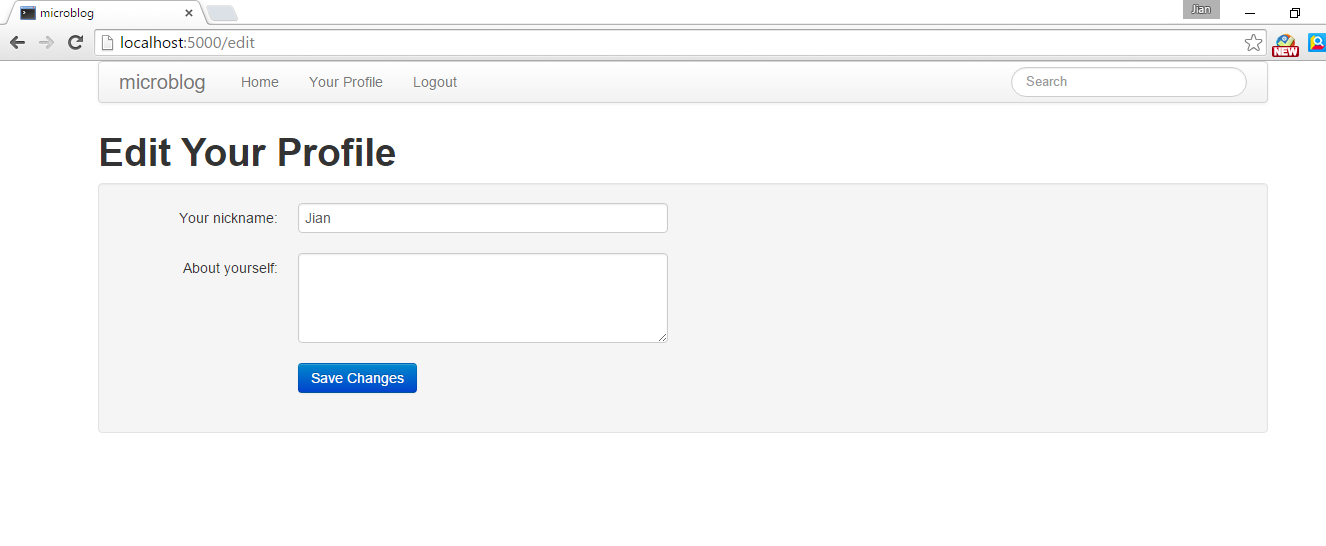 microblog
Jian
localhost:5000/edit
NEW
microblog Home Your Profile Logout Search
Edit Your Profile
Your nickname: Jian
About yourself:
Save Changes